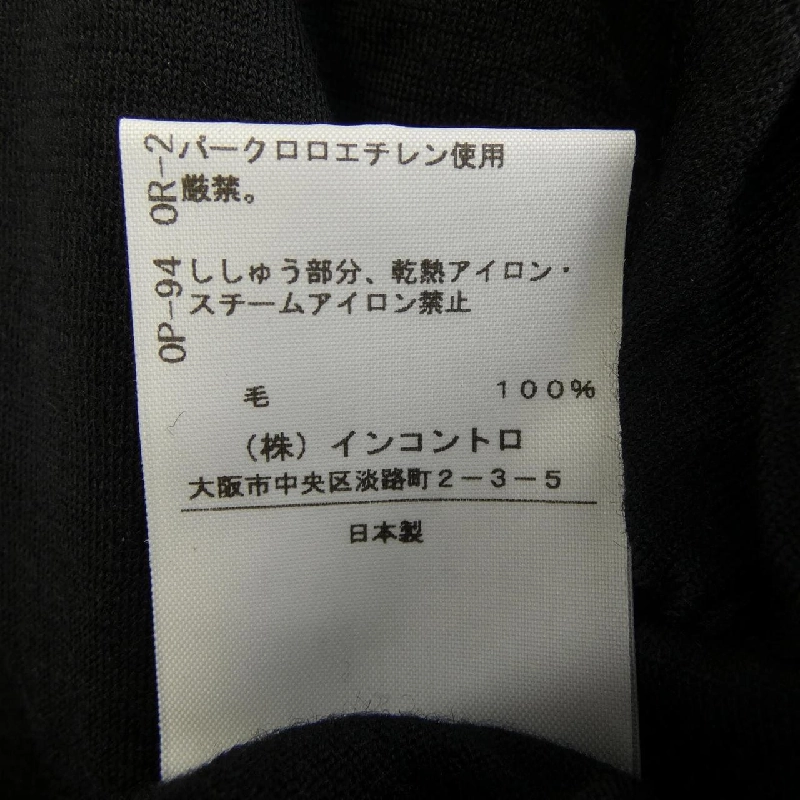 OR-2
パークロロエチレン使用
厳禁。
OP-94
ししゅう部分、乾熱アイロン・
スチームアイロン禁止
毛 100%
(株)インコントロ
大阪市中央区淡路町2-3-5
日本製